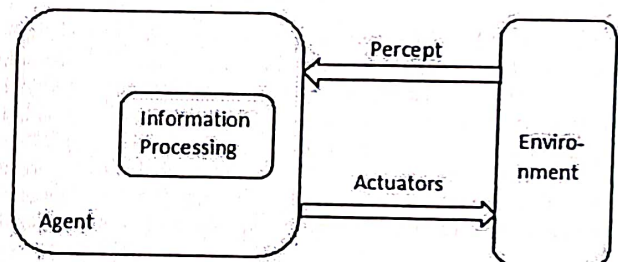 Percept
Information
Processing
Enviro-
nment
Actuators
Agent